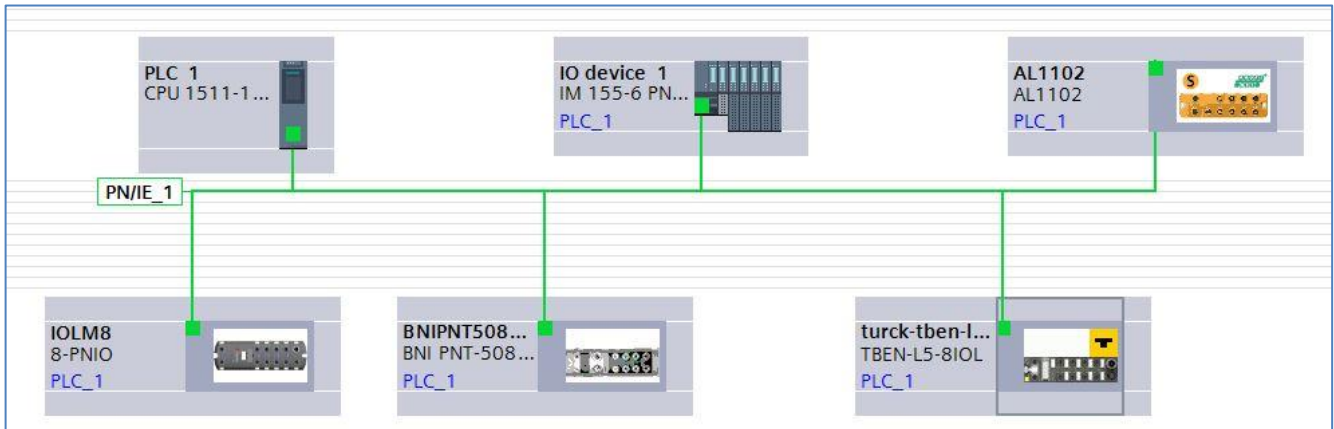 PLC_1
CPU 1511-1...
IO device_1
IM 155-6 PN...
PLC_1
AL1102
AL1102
PLC_1
S
PN/IE_1
IOLM8
8-PNIO
PLC_1
BNIPNT508...
BNI PNT-508...
PLC_1
turck-tben-l...
TBEN-L5-8IOL
PLC_1